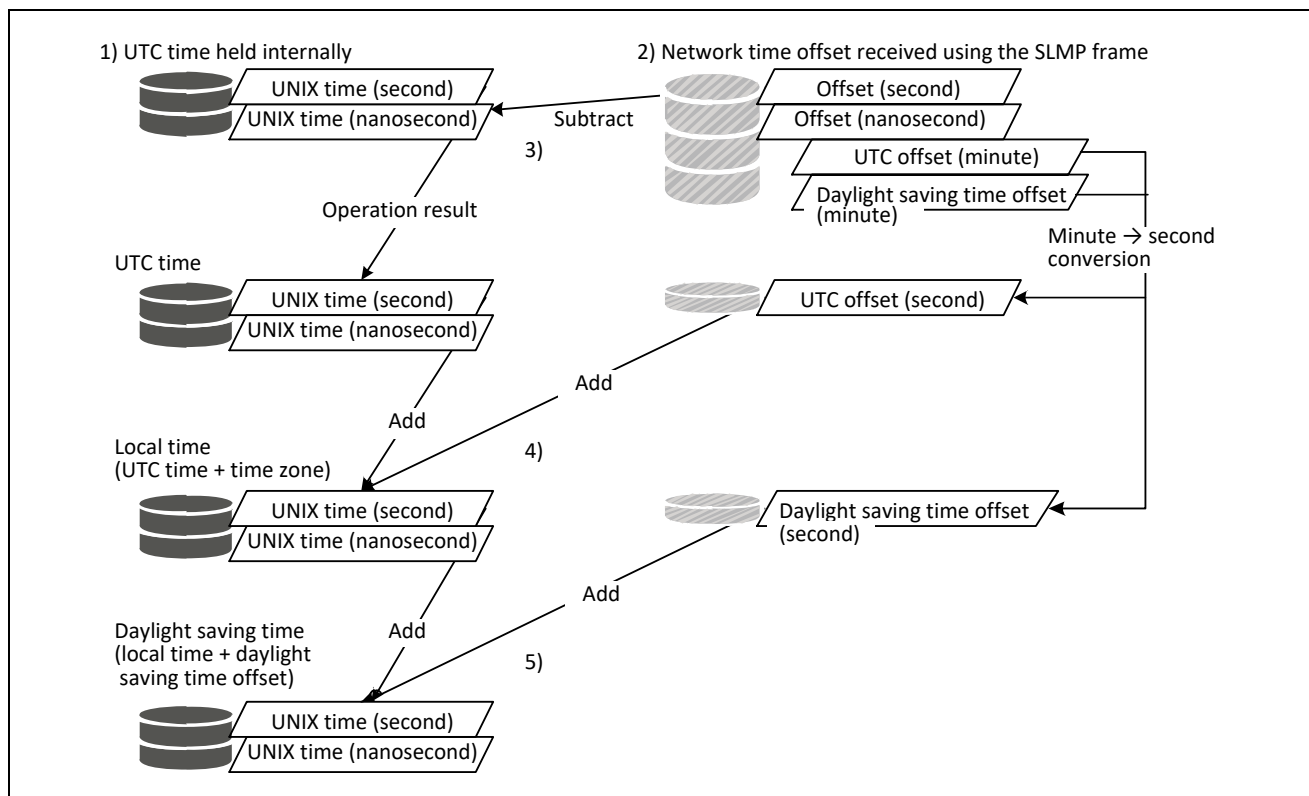 1) UTC time held internally
UNIX time (second)
UNIX time (nanosecond)
2) Network time offset received using the SLMP frame
Offset (second)
Offset (nanosecond)
UTC offset (minute)
Daylight saving time offset
(minute)
Subtract
3)
Operation result
Minute → second
conversion
UTC time
UNIX time (second)
UNIX time (nanosecond)
UTC offset (second)
Add
Add
4)
Local time
(UTC time + time zone)
UNIX time (second)
UNIX time (nanosecond)
Daylight saving time offset
(second)
Add
Add
5)
Daylight saving time
(local time + daylight
saving time offset)
UNIX time (second)
UNIX time (nanosecond)